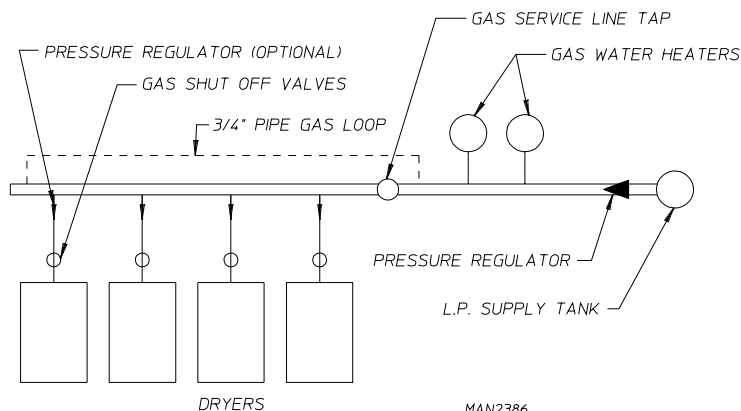 GAS SERVICE LINE TAP
PRESSURE REGULATOR (OPTIONAL)
GAS WATER HEATERS
GAS SHUT OFF VALVES
3/4" PIPE GAS LOOP
PRESSURE REGULATOR
L.P. SUPPLY TANK
DRYERS
MAN2386